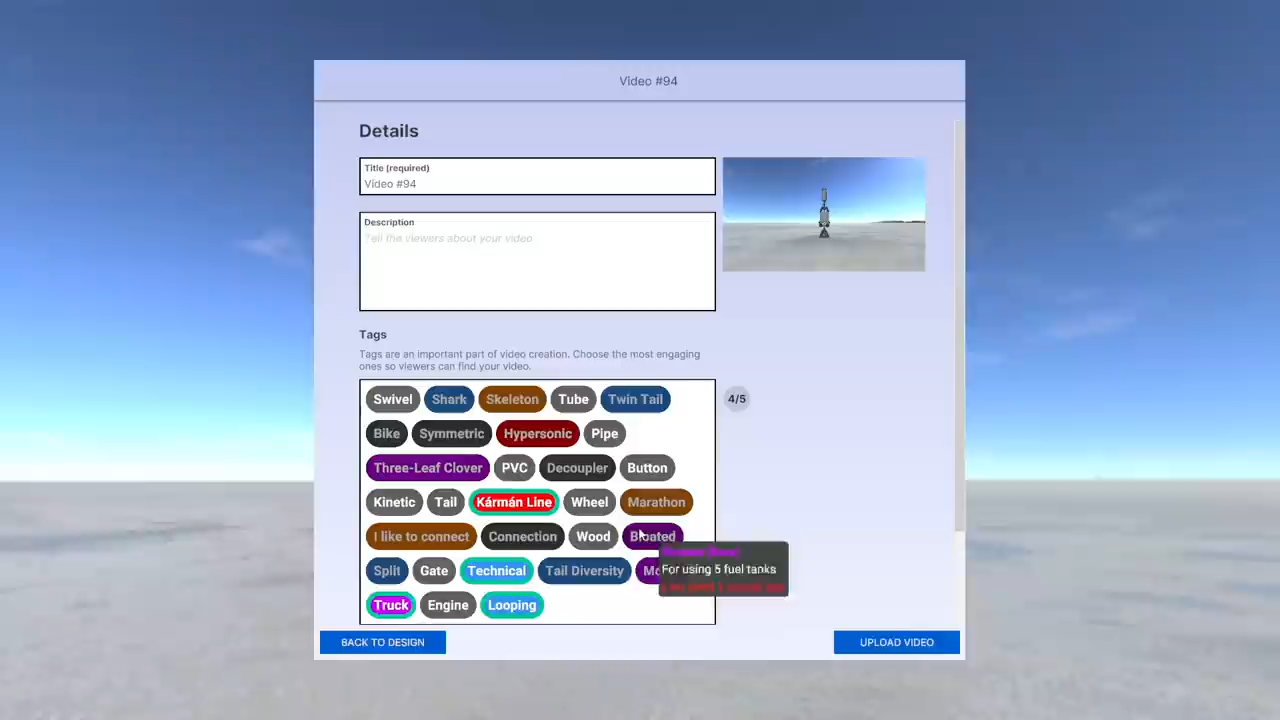 Video #94
Details
Title (required)
Video #94
Description
Tell the viewers about your video
Tags
Tags are an important part of video creation. Choose the most engaging
ones so viewers can find your video.
Swivel Shark Skeleton Tube Twin Tail
4/5
Bike Symmetric Hypersonic Pipe
Three-Leaf Clover PVC Decoupler Button
Kinetic Tail Kármán Line Wheel Marathon
I like to connect Connection Wood Bloated
For using 5 fuel tanks
Split Gate Technical Tail Diversity
Truck Engine Looping
BACK TO DESIGN
UPLOAD VIDEO